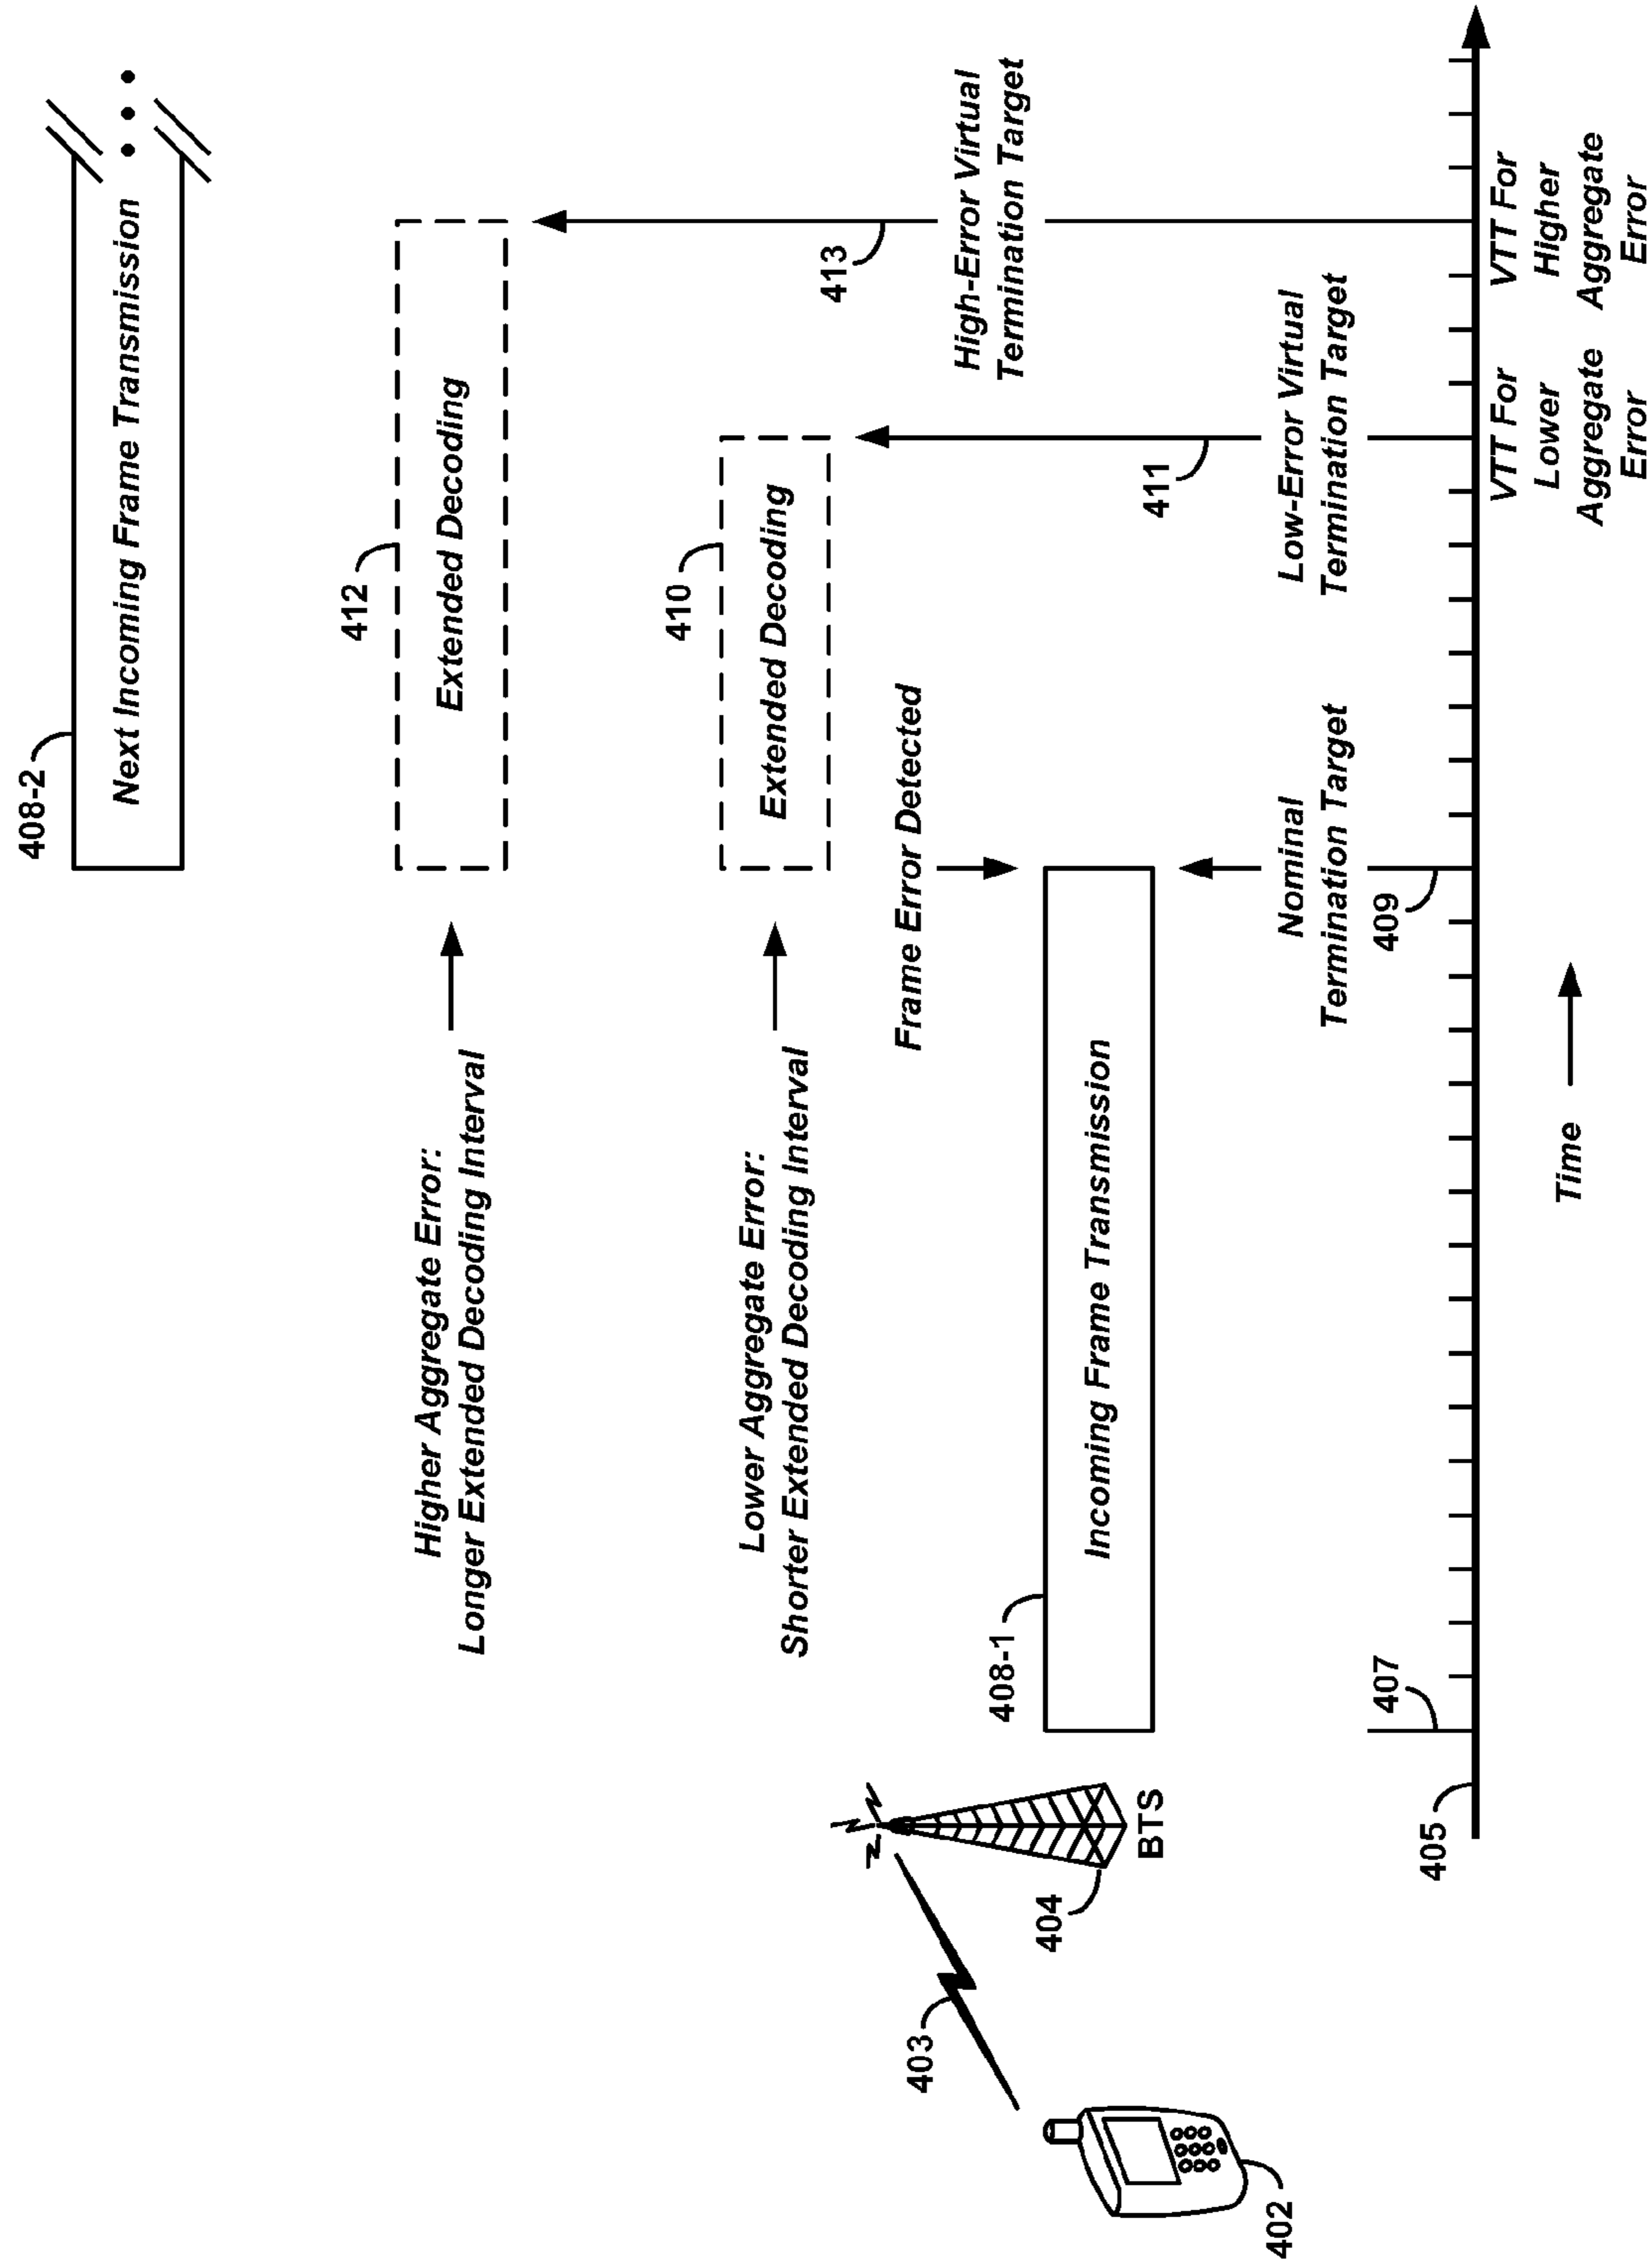 408-2
Next Incoming Frame Transmission
Higher Aggregate Error:
Longer Extended Decoding Interval
412
Extended Decoding
Lower Aggregate Error:
Shorter Extended Decoding Interval
410
Extended Decoding
413
High-Error Virtual
Termination Target
Frame Error Detected
403
404
BTS
402
408-1
Incoming Frame Transmission
411
Nominal
Termination Target
Low-Error Virtual
Termination Target
405
407
409
Time
VTT For
Lower
Aggregate
Error
VTT For
Higher
Aggregate
Error